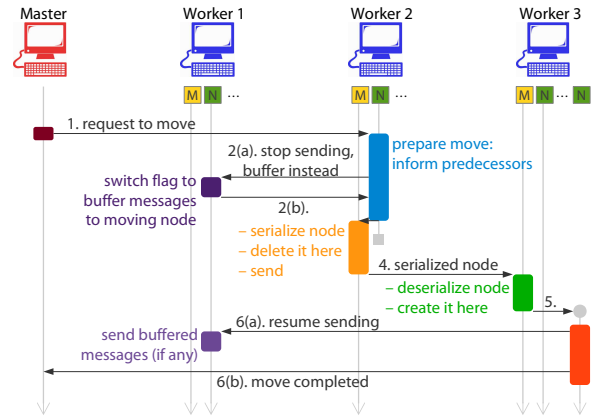 Master
Worker 1
Worker 2
Worker 3
M N ...
M N ...
M N ... N
1. request to move
prepare move:
inform predecessors
2(a). stop sending,
buffer instead
switch flag to
buffer messages
to moving node
2(b).
– serialize node
– delete it here
– send
4. serialized node
– deserialize node
– create it here
5.
6(a). resume sending
send buffered
messages (if any)
6(b). move completed